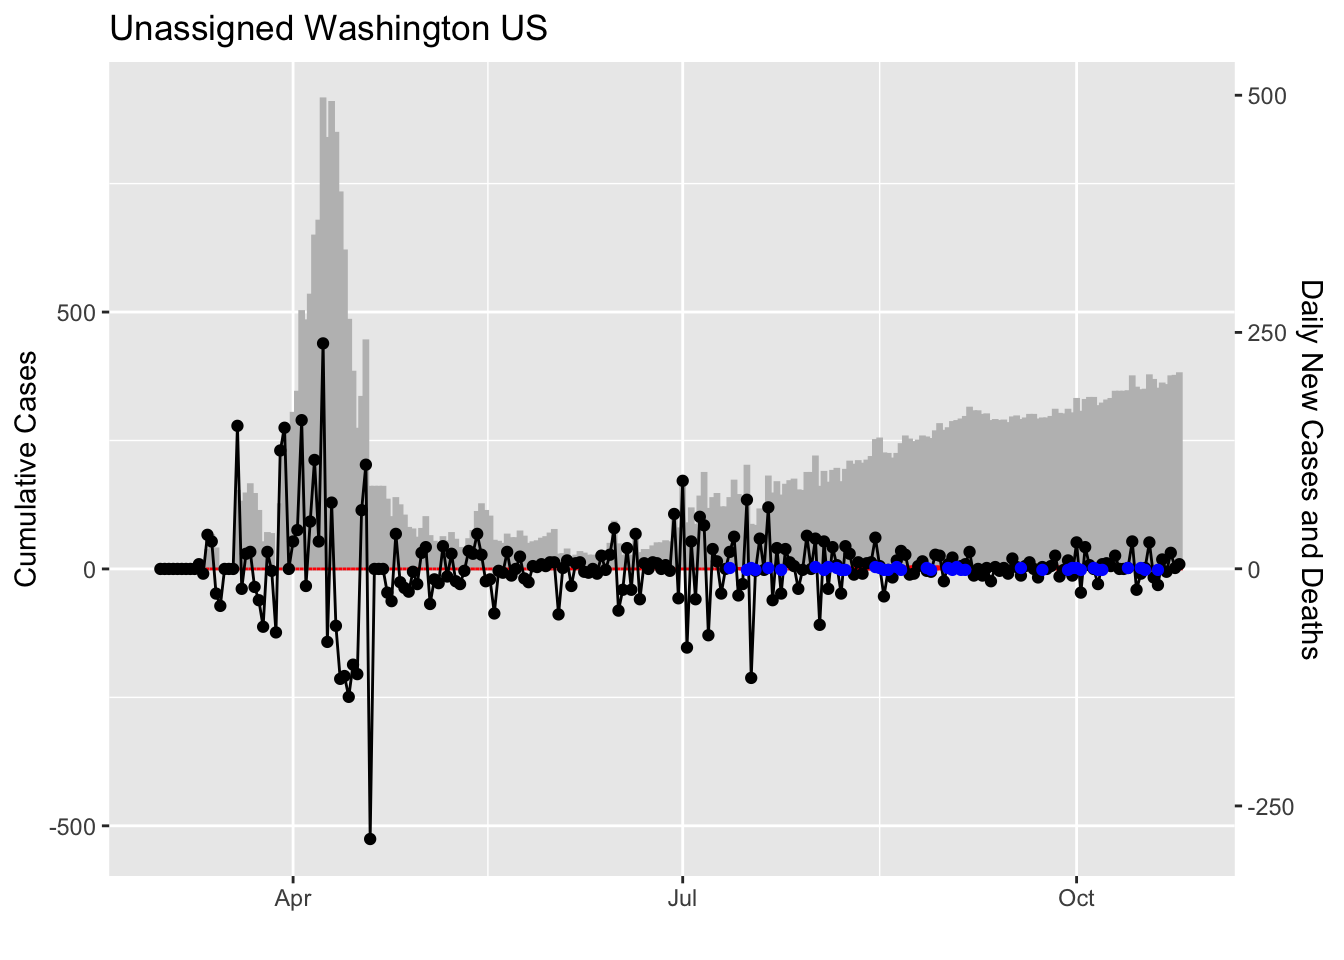 Unassigned Washington US
Cumulative Cases
500
0
-500
500
250
0
-250
Daily New Cases and Deaths
Apr
Jul
Oct